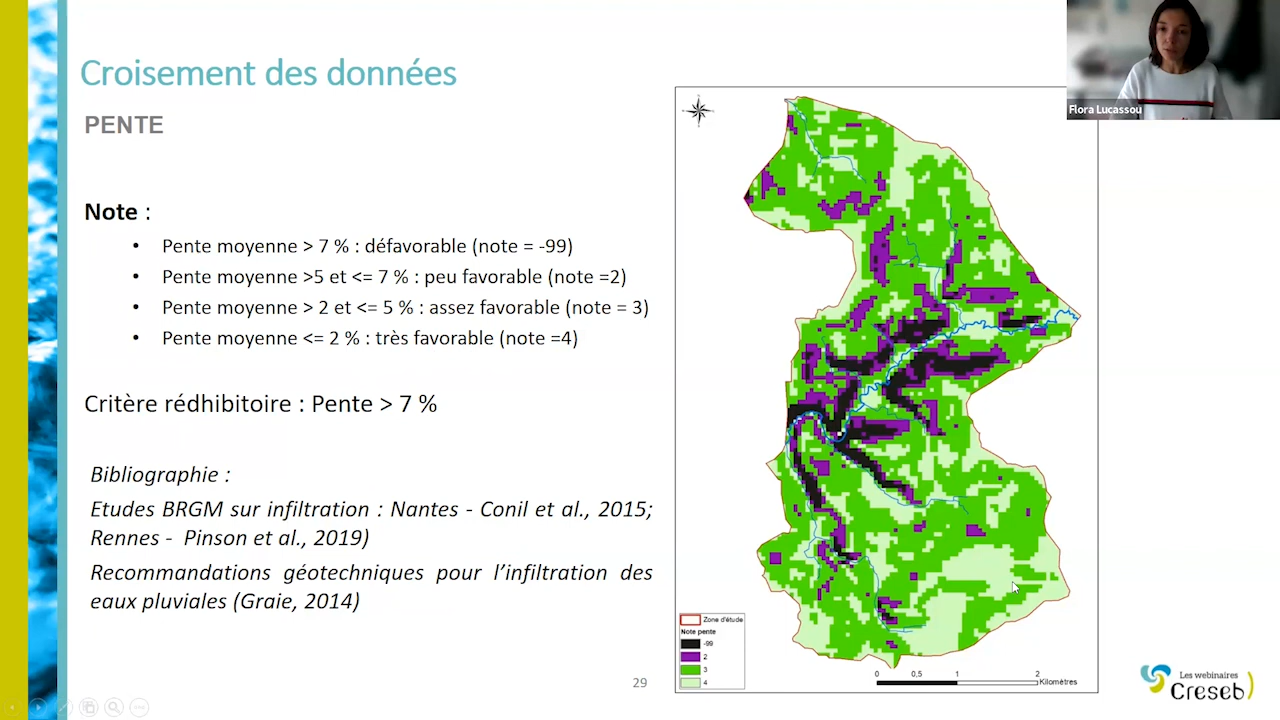 Croisement des données
PENTE
Note :
• Pente moyenne > 7 % : défavorable (note = -99)
• Pente moyenne >5 et <= 7 % : peu favorable (note =2)
• Pente moyenne > 2 et <= 5 % : assez favorable (note = 3)
• Pente moyenne <= 2 % : très favorable (note =4)
Critère rédhibitoire : Pente > 7 %
Bibliographie :
Etudes BRGM sur infiltration : Nantes - Conil et al., 2015;
Rennes - Pinson et al., 2019)
Recommandations géotechniques pour l'infiltration des
eaux pluviales (Graie, 2014)
29
Zone d'étude
Note pente
-99
2
3
4
0 0,5 1 2
Kilomètres
Flora Lucassou
Les webinaires
Creseb